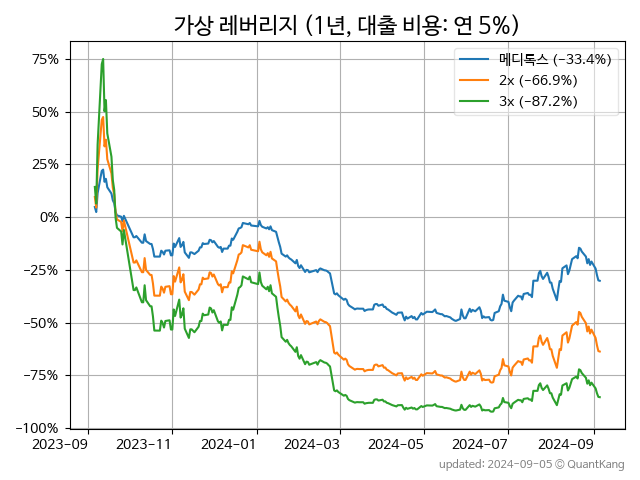 가상 레버리지 (1년, 대출 비용: 연 5%)
메디톡스 (−33.4%)
2x (−66.9%)
3x (−87.2%)
75%
50%
25%
0%
−25%
−50%
−75%
−100%
2023-09 2023-11 2024-01 2024-03 2024-05 2024-07 2024-09
updated: 2024-09-05 © QuantKang